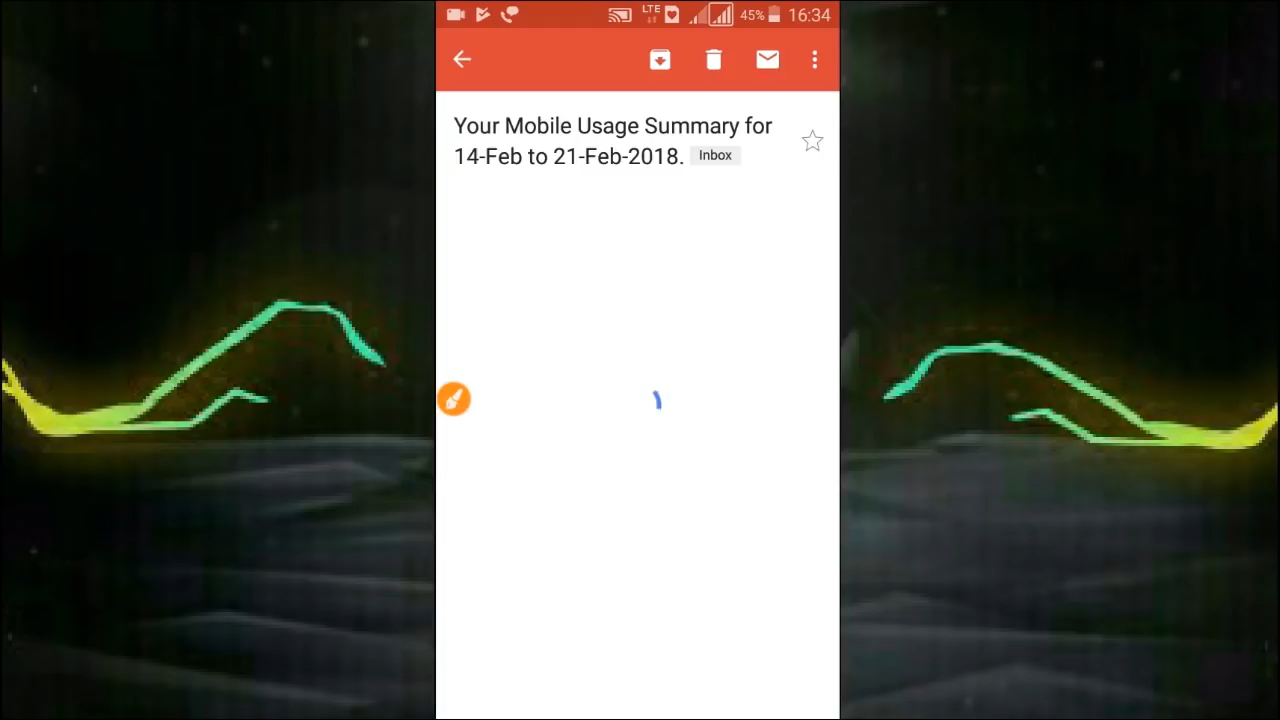 LTE 45% 16:34
Your Mobile Usage Summary for
14-Feb to 21-Feb-2018. Inbox